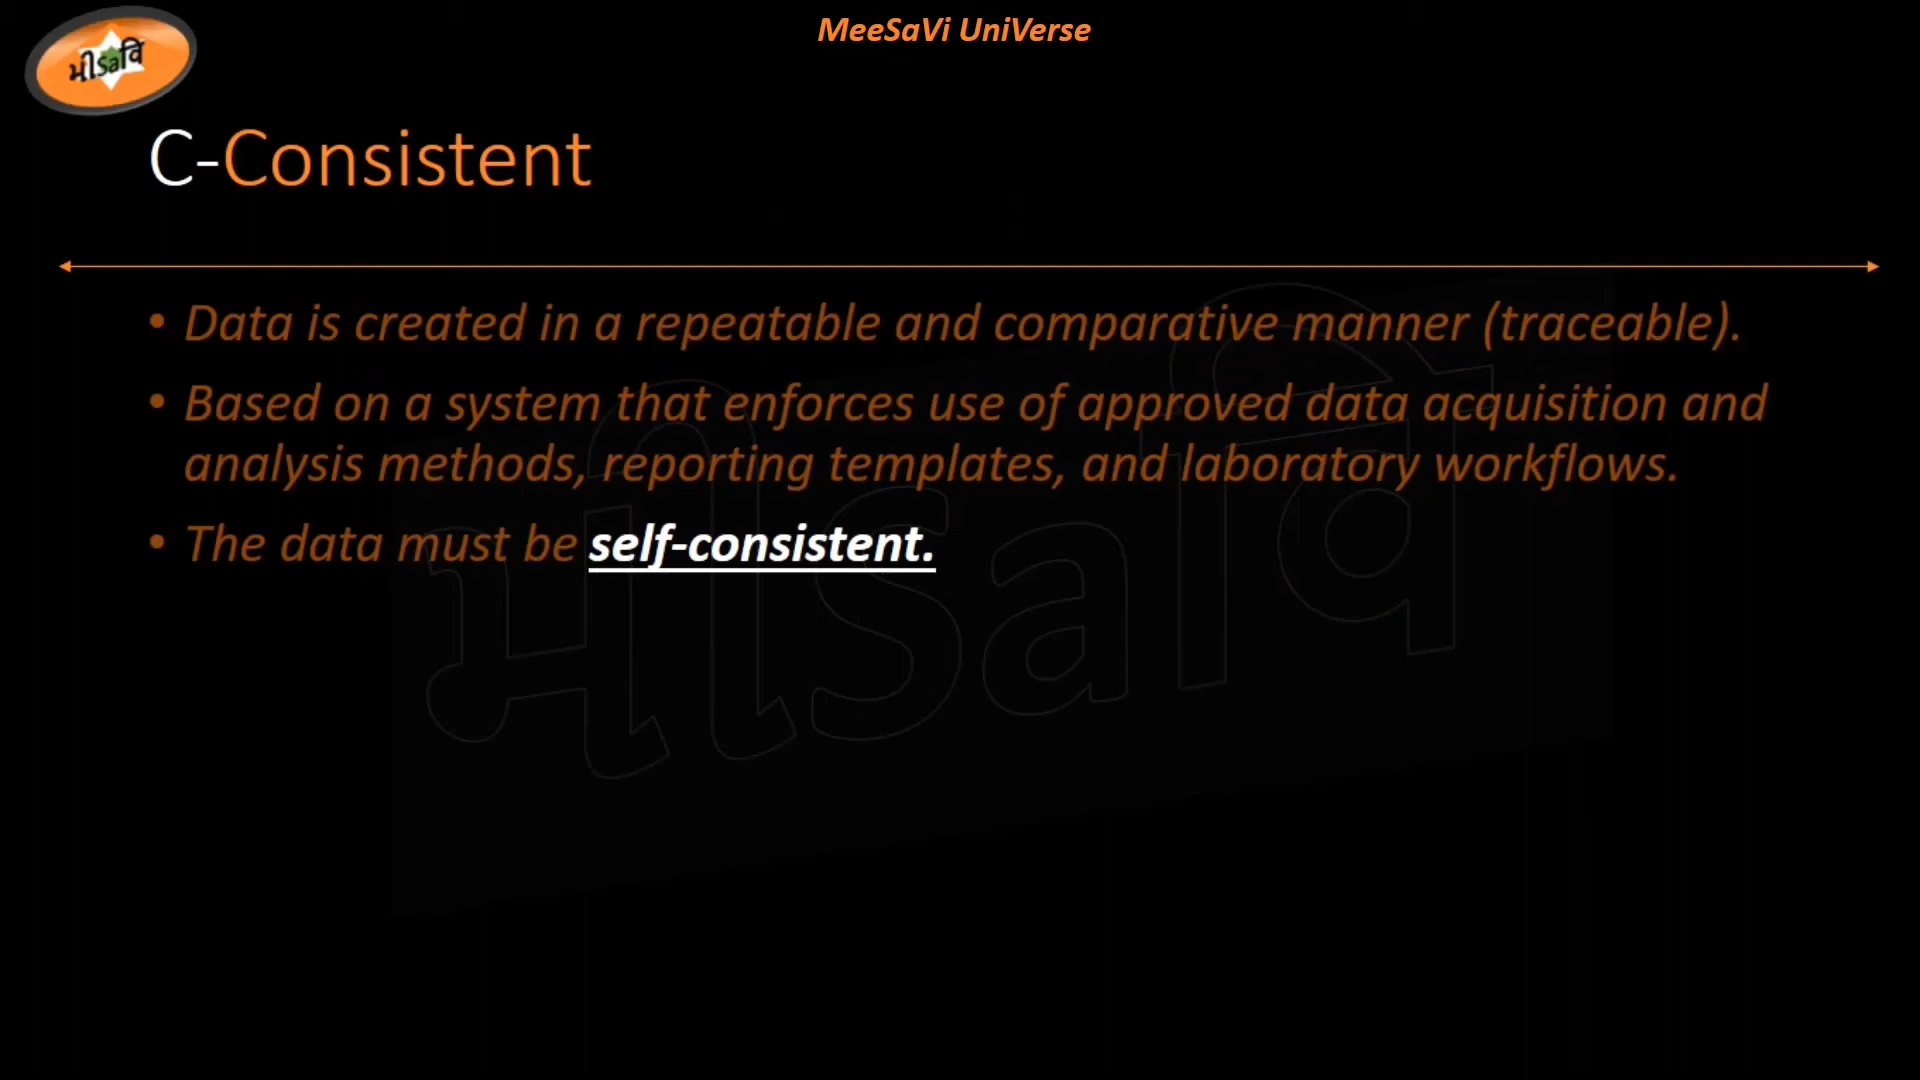 મીSaवि
MeeSaVi UniVerse
C-Consistent
• Data is created in a repeatable and comparative manner (traceable).
• Based on a system that enforces use of approved data acquisition and
analysis methods, reporting templates, and laboratory workflows.
• The data must be self-consistent.
મીSaवि